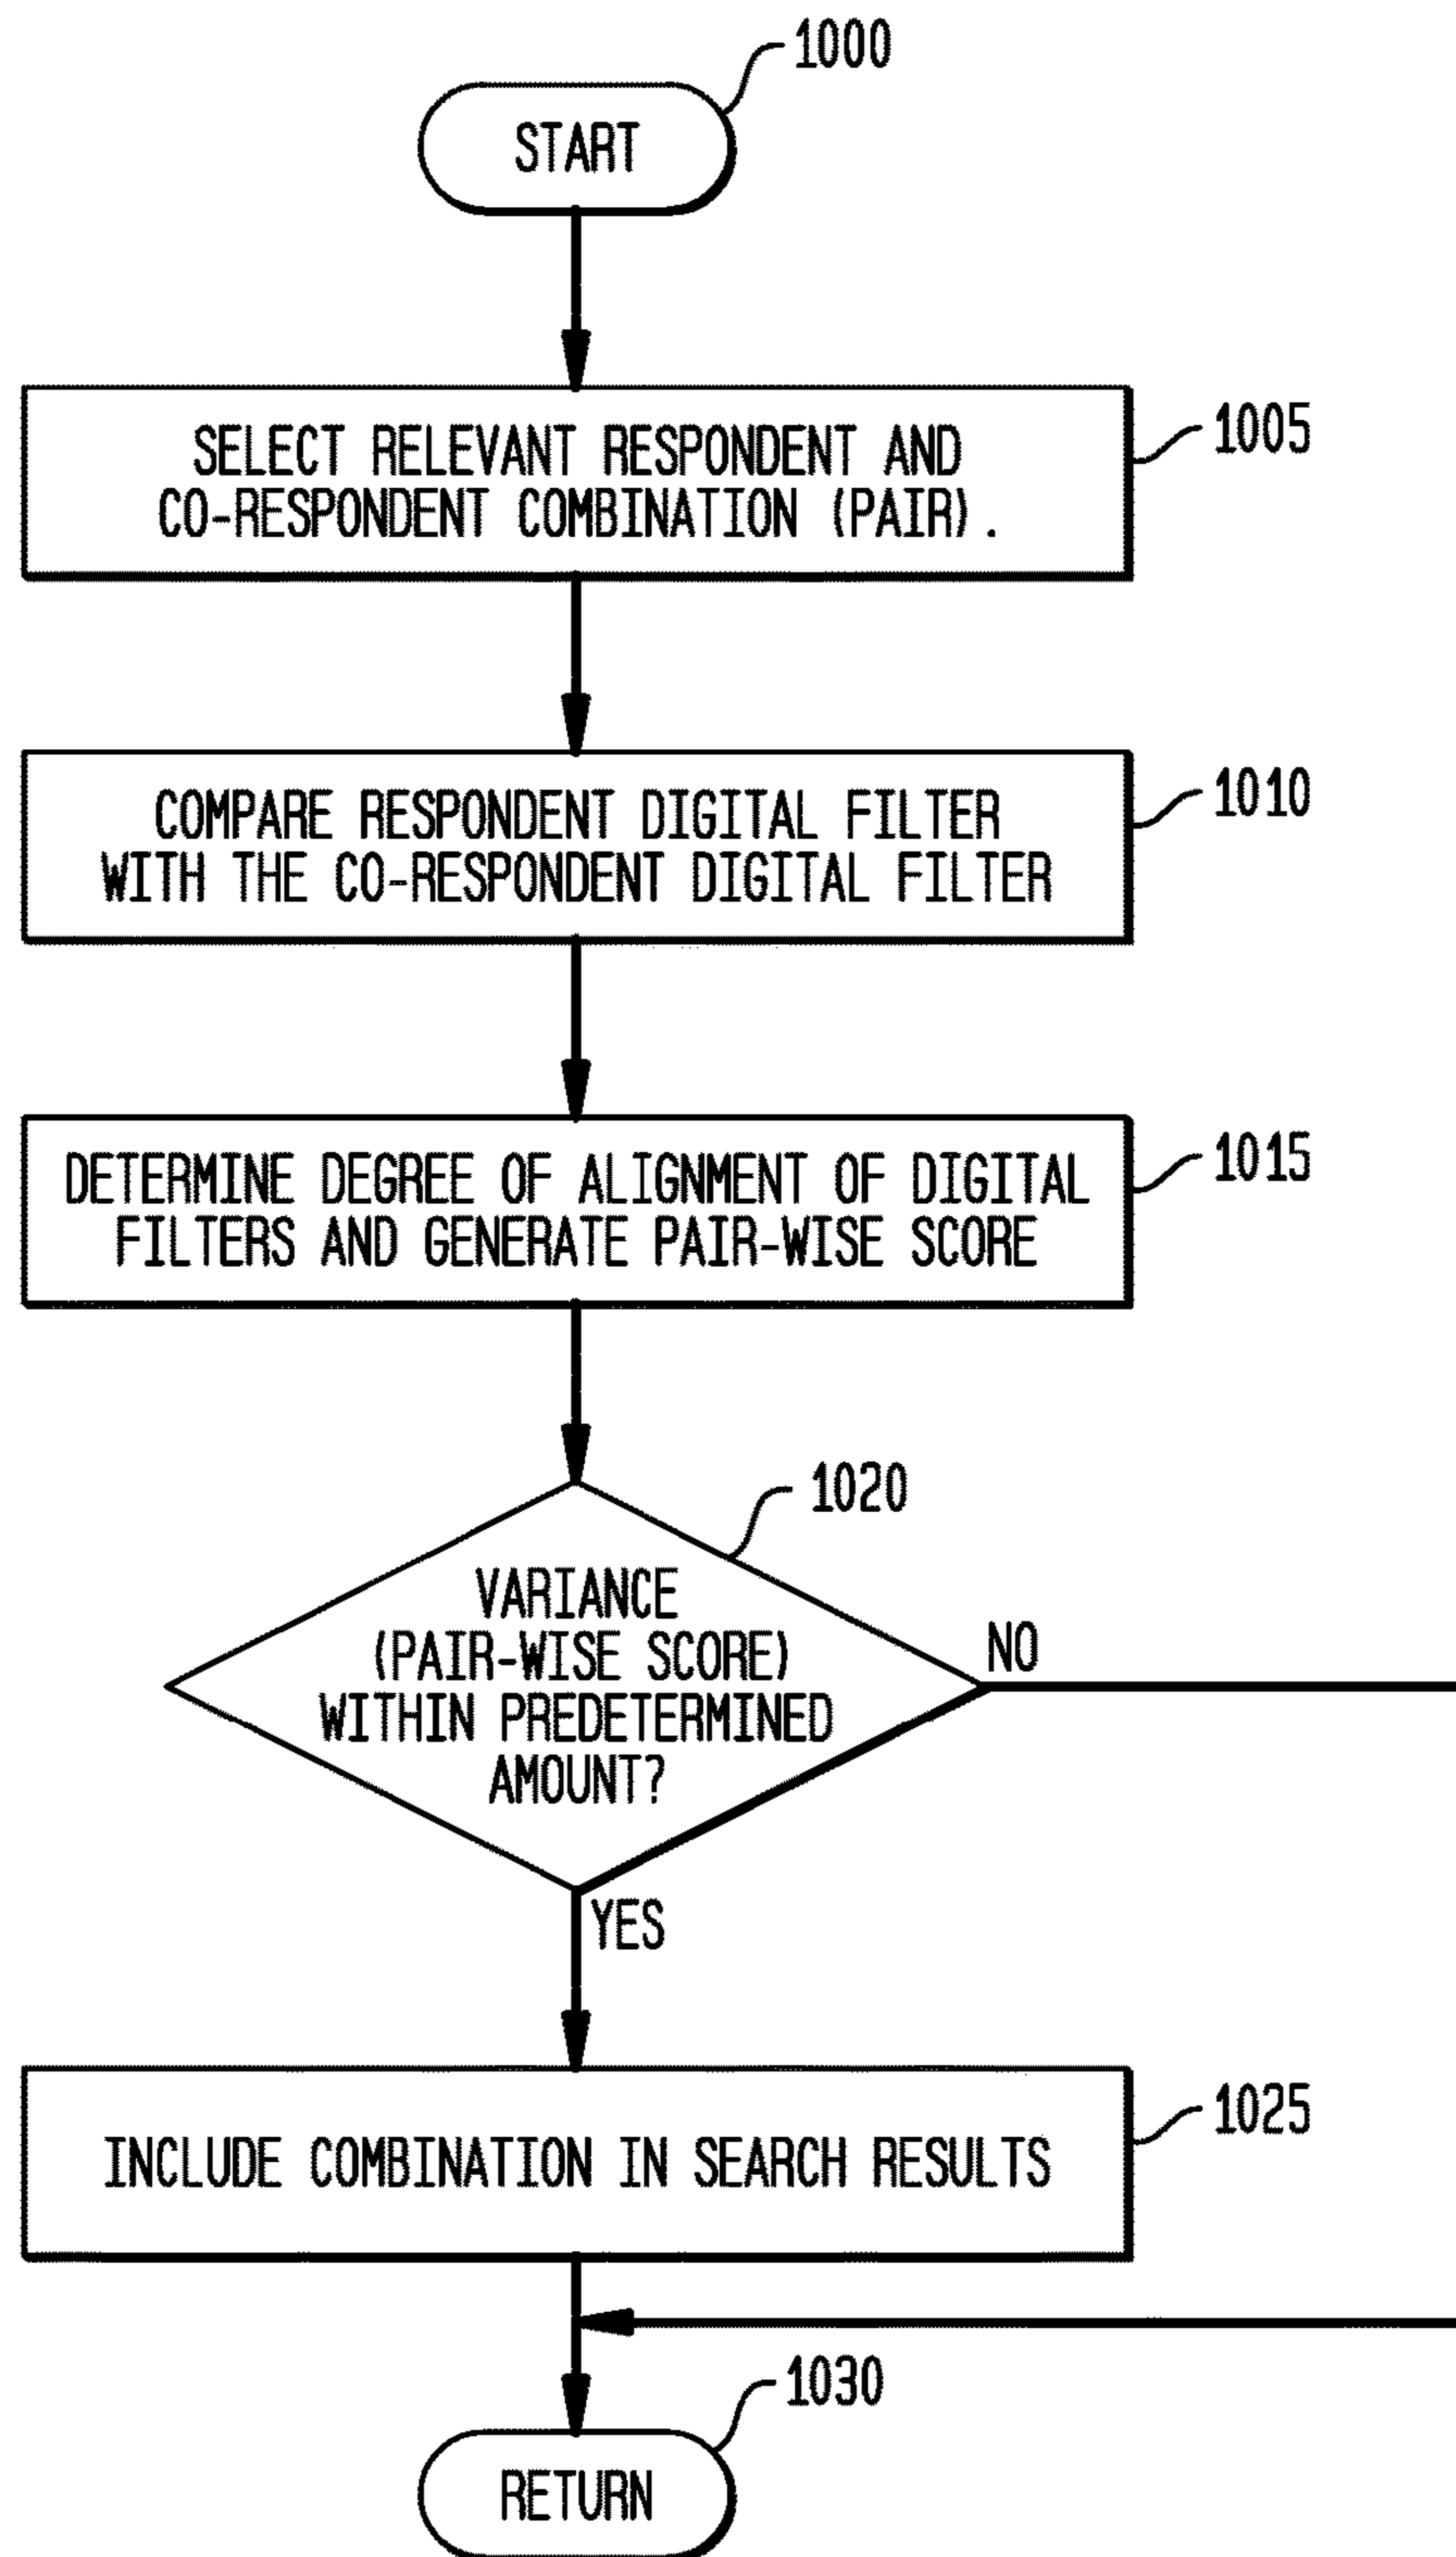 1000
START
SELECT RELEVANT RESPONDENT AND
CO-RESPONDENT COMBINATION (PAIR).
1005
COMPARE RESPONDENT DIGITAL FILTER
WITH THE CO-RESPONDENT DIGITAL FILTER
1010
DETERMINE DEGREE OF ALIGNMENT OF DIGITAL
FILTERS AND GENERATE PAIR-WISE SCORE
1015
1020
VARIANCE
(PAIR-WISE SCORE)
WITHIN PREDETERMINED
AMOUNT?
NO
YES
INCLUDE COMBINATION IN SEARCH RESULTS
1025
1030
RETURN